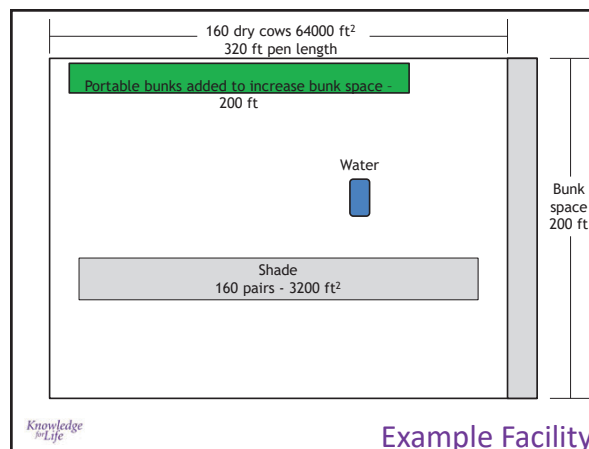 160 dry cows 64000 ft²
320 ft pen length
Portable bunks added to increase bunk space –
200 ft
Water
Bunk
space
200 ft
Shade
160 pairs - 3200 ft²
Knowledge
for Life
Example Facility